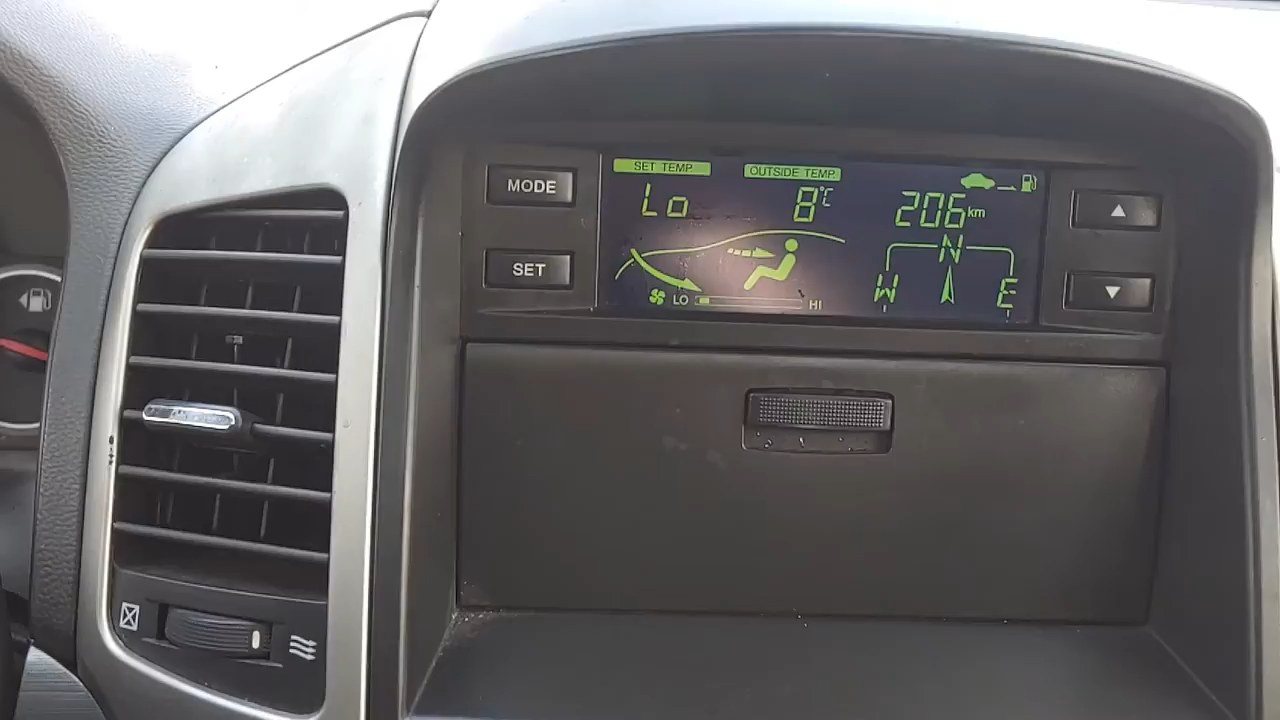 MODE
SET
SET TEMP
OUTSIDE TEMP
Lo
8°C
206km
N
W
E
LO
HI